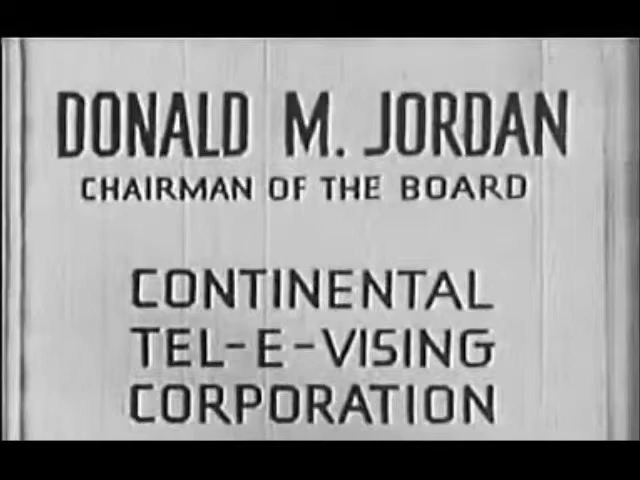 DONALD M. JORDAN
CHAIRMAN OF THE BOARD
CONTINENTAL
TEL-E-VISING
CORPORATION